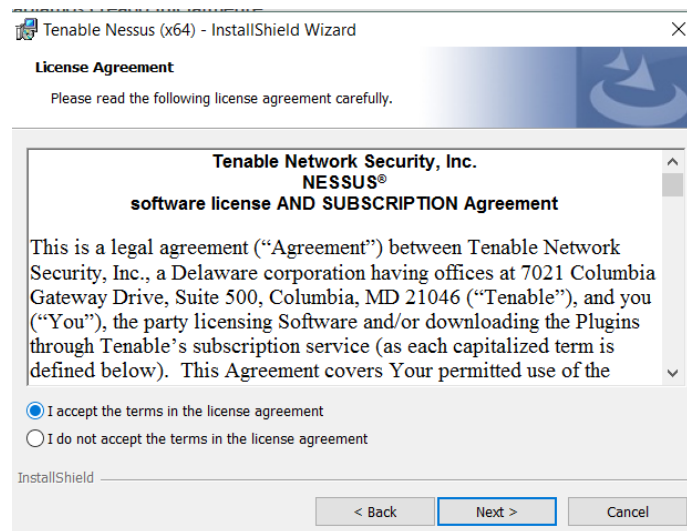 Tenable Nessus (x64) - InstallShield Wizard
License Agreement
Please read the following license agreement carefully.
Tenable Network Security, Inc.
NESSUS®
software license AND SUBSCRIPTION Agreement
This is a legal agreement (“Agreement”) between Tenable Network
Security, Inc., a Delaware corporation having offices at 7021 Columbia
Gateway Drive, Suite 500, Columbia, MD 21046 (“Tenable”), and you
(“You”), the party licensing Software and/or downloading the Plugins
through Tenable’s subscription service (as each capitalized term is
defined below).  This Agreement covers Your permitted use of the
I accept the terms in the license agreement
I do not accept the terms in the license agreement
InstallShield
< Back
Next >
Cancel